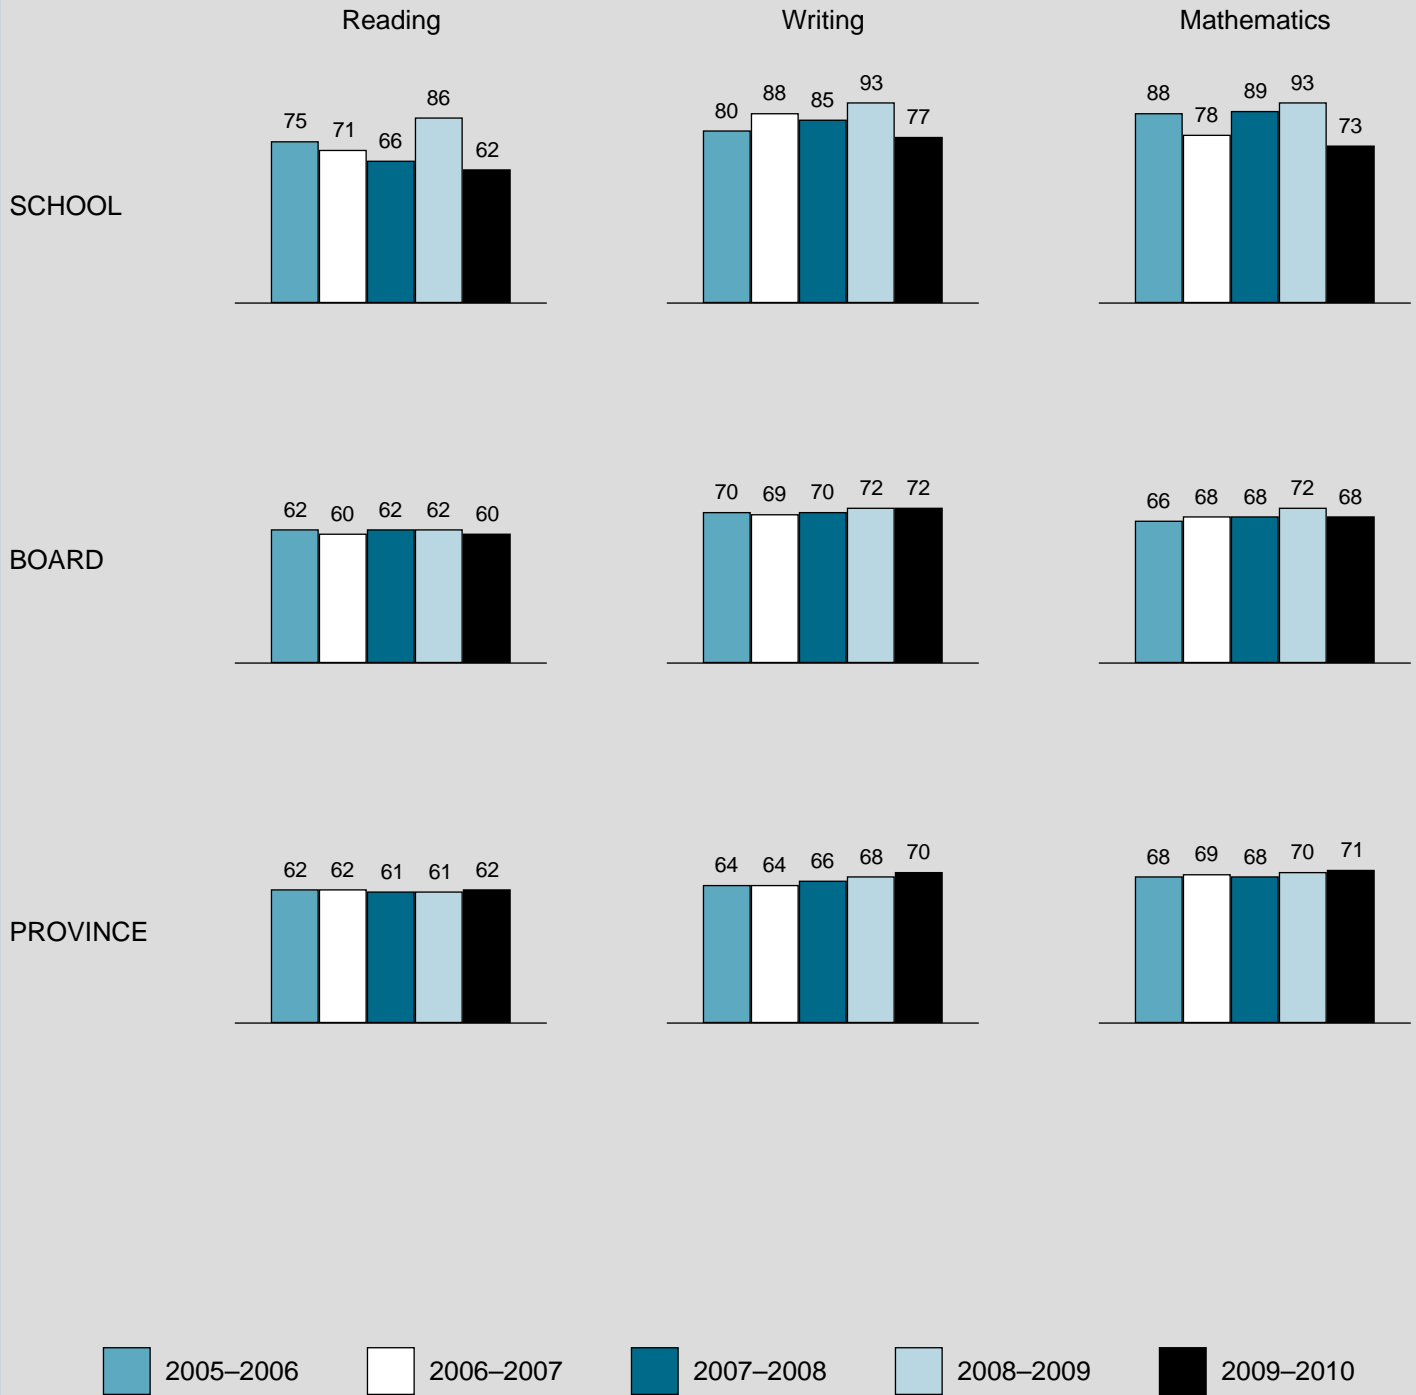 Reading Writing Mathematics
75 71 66 86 62 80 88 85 93 77 88 78 89 93 73
SCHOOL
62 60 62 62 60 70 69 70 72 72 66 68 68 72 68
BOARD
62 62 61 61 62 64 64 66 68 70 68 69 68 70 71
PROVINCE
2005–2006 2006–2007 2007–2008 2008–2009 2009–2010